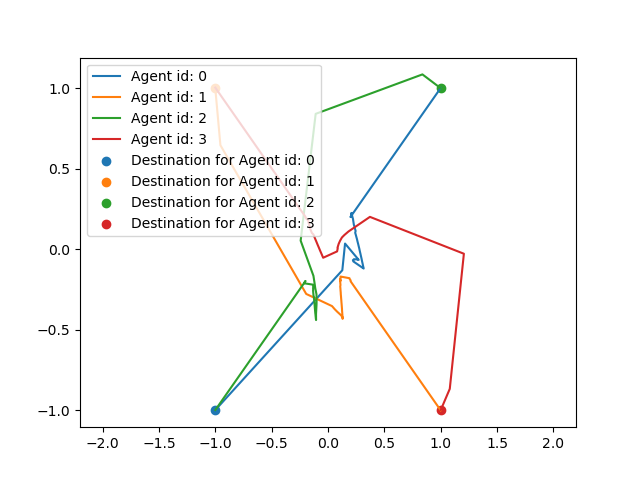 Agent id: 0
Agent id: 1
Agent id: 2
Agent id: 3
Destination for Agent id: 0
Destination for Agent id: 1
Destination for Agent id: 2
Destination for Agent id: 3
1.0
0.5
0.0
−0.5
−1.0
−2.0 −1.5 −1.0 −0.5 0.0 0.5 1.0 1.5 2.0